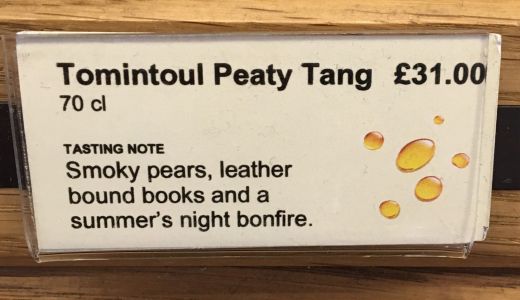 Tomintoul Peaty Tang £31.00
70 cl
TASTING NOTE
Smoky pears, leather
bound books and a
summer's night bonfire.